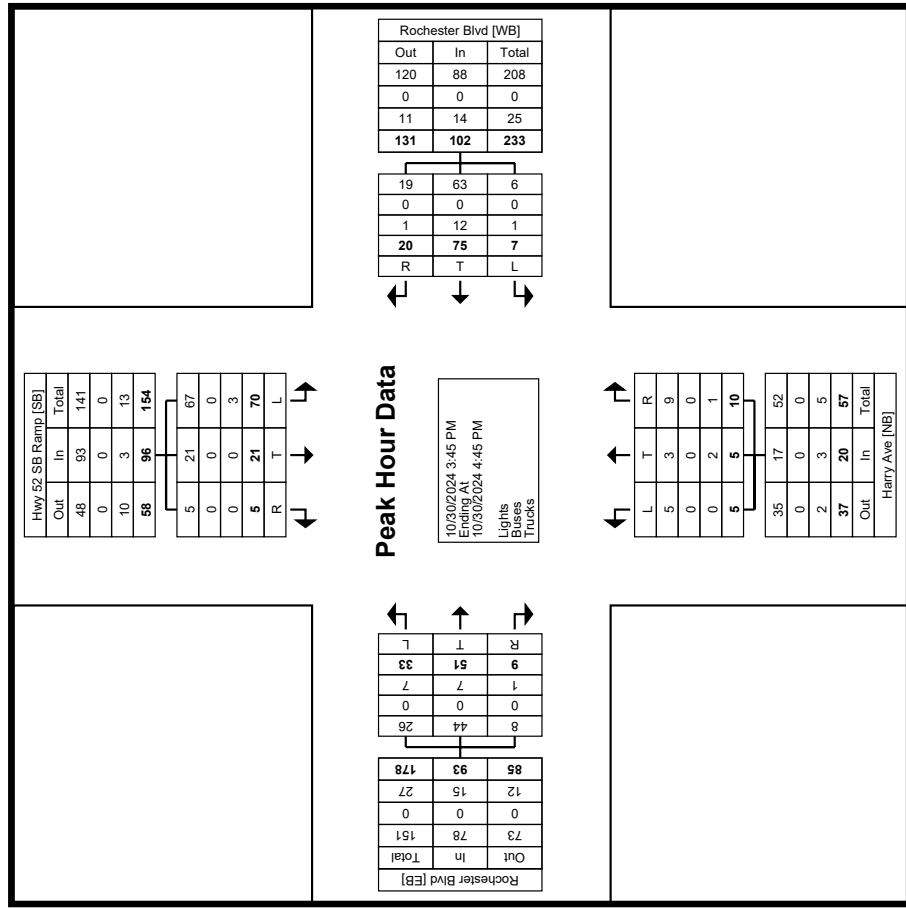 Rochester Blvd [WB]
Out In Total
120 88 208
0 0 0
11 14 25
131 102 233
19 63 6
0 0 0
1 12 1
20 75 7
R T L
Hwy 52 SB Ramp [SB]
Out In Total
48 93 141
0 0 0
10 3 13
58 96 154
5 21 67
0 0 0
0 0 3
5 21 70
R T L
Peak Hour Data
10/30/2024 3:45 PM
Ending At
10/30/2024 4:45 PM
Lights
Buses
Trucks
L T R
5 3 9
0 0 0
0 2 1
5 5 10
35 17 52
0 0 0
2 3 5
37 20 57
Out In Total
Harry Ave [NB]
Rochester Blvd [EB]
Out In Total
73 78 151
0 0 0
12 15 27
85 93 178
8 44 26
0 0 0
1 7 7
9 51 33
R T L